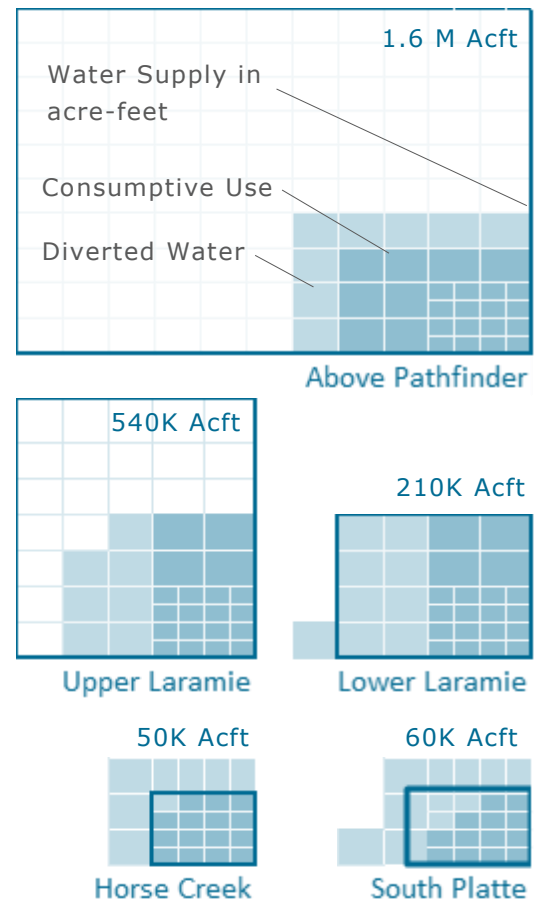 1.6 M Acft
Water Supply in
acre-feet
Consumptive Use
Diverted Water
Above Pathfinder
540K Acft
210K Acft
Upper Laramie
Lower Laramie
50K Acft
60K Acft
Horse Creek
South Platte